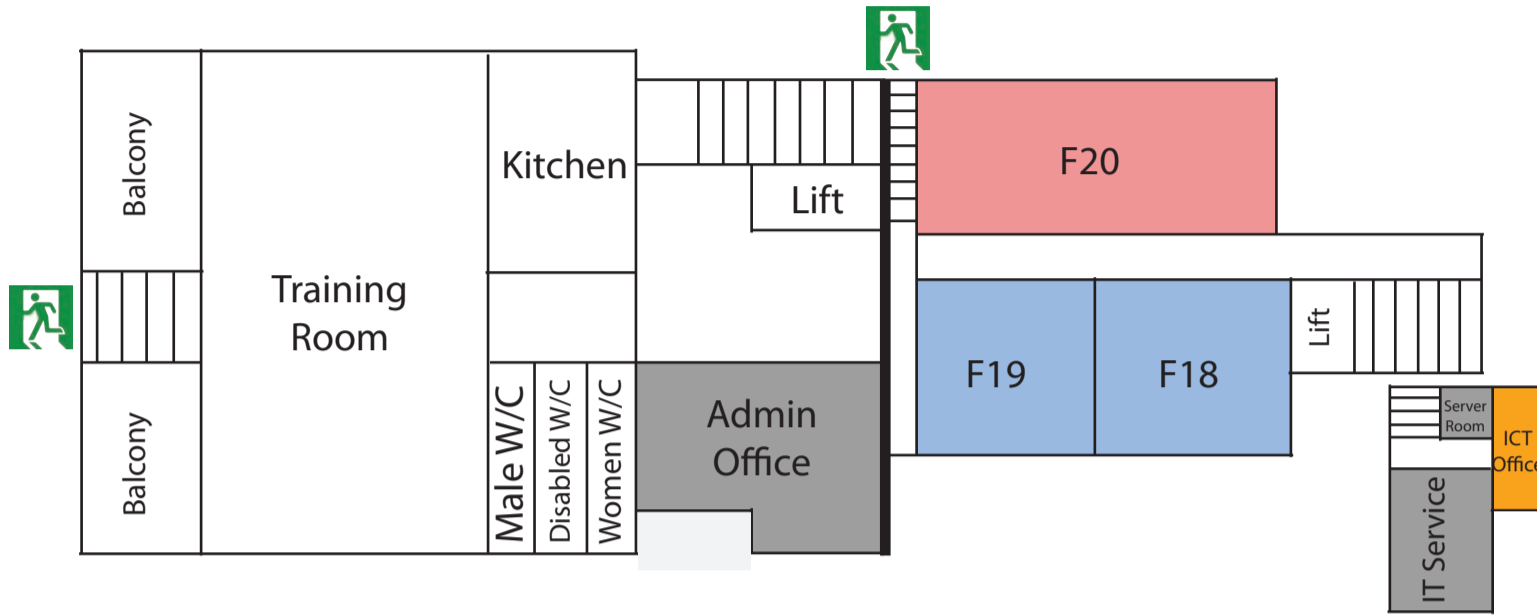 Balcony
Training
Room
Balcony
Kitchen
Male W/C
Disabled W/C
Women W/C
Lift
Admin
Office
F20
F19
F18
Lift
Server
Room
ICT
Office
IT Service